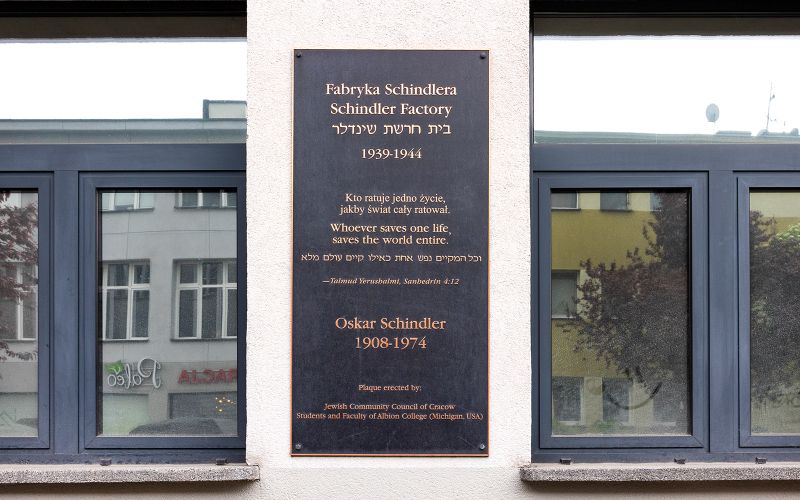 Fabryka Schindlera
Schindler Factory
בית חרשת שינדלר
1939-1944
Kto ratuje jedno życie,
jakby świat cały ratował.
Whoever saves one life,
saves the world entire.
וכל המקיים נפש אחת כאילו קיים עולם מלא
—Talmud Yerushalmi, Sanhedrin 4:12
Oskar Schindler
1908-1974
Plaque erected by:
Jewish Community Council of Cracow
Students and Faculty of Albion College (Michigan, USA)
Paleo